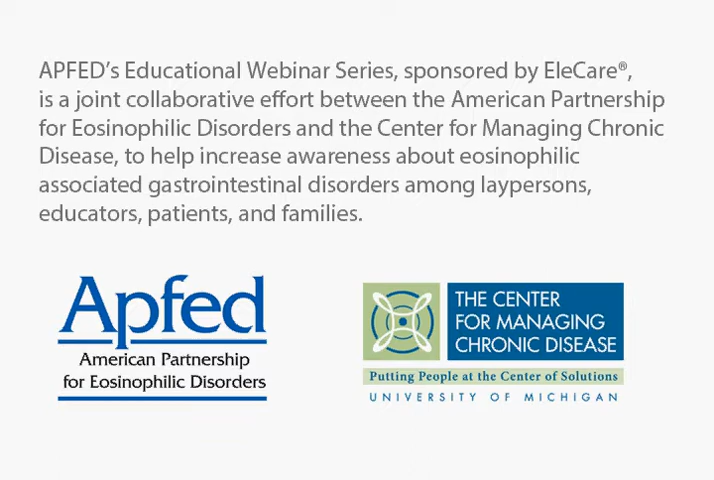 APFED’s Educational Webinar Series, sponsored by EleCare®,
is a joint collaborative effort between the American Partnership
for Eosinophilic Disorders and the Center for Managing Chronic
Disease, to help increase awareness about eosinophilic
associated gastrointestinal disorders among laypersons,
educators, patients, and families.
Apfed
American Partnership
for Eosinophilic Disorders
THE CENTER
FOR MANAGING
CHRONIC DISEASE
Putting People at the Center of Solutions
UNIVERSITY OF MICHIGAN